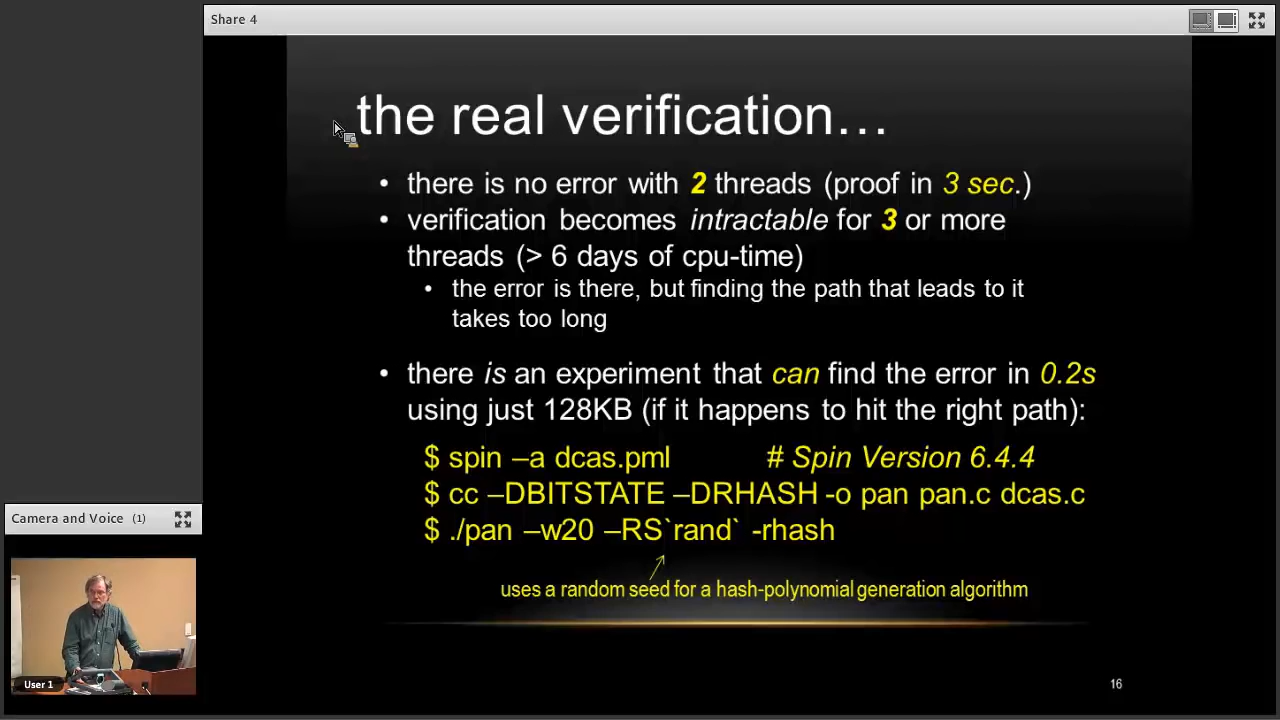 Share 4
the real verification…
• there is no error with 2 threads (proof in 3 sec.)
• verification becomes intractable for 3 or more
threads (> 6 days of cpu-time)
• the error is there, but finding the path that leads to it
takes too long
• there is an experiment that can find the error in 0.2s
using just 128KB (if it happens to hit the right path):
$ spin –a dcas.pml # Spin Version 6.4.4
$ cc –DBITSTATE –DRHASH -o pan pan.c dcas.c
$ ./pan –w20 –RS`rand` -rhash
uses a random seed for a hash-polynomial generation algorithm
16
Camera and Voice (1)
User 1